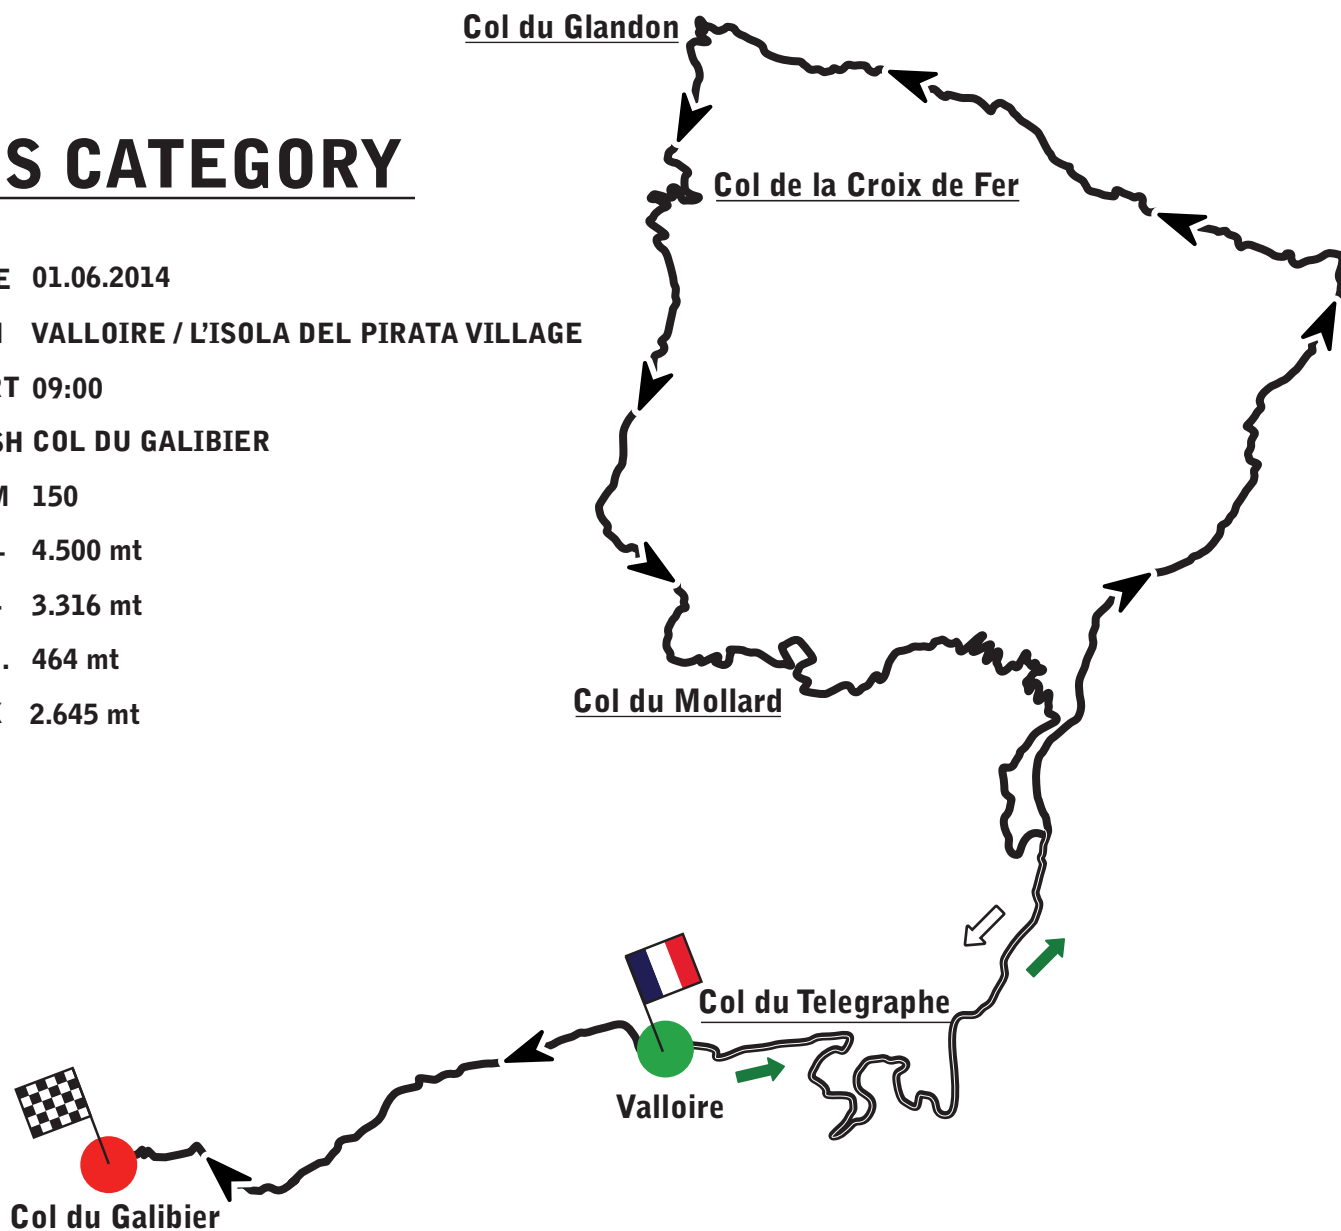 Col du Glandon
S CATEGORY
Col de la Croix de Fer
E 01.06.2014
VALLOIRE / L'ISOLA DEL PIRATA VILLAGE
RT 09:00
SH COL DU GALIBIER
M 150
4.500 mt
3.316 mt
. 464 mt
2.645 mt
Col du Mollard
Col du Telegraphe
Valloire
Col du Galibier